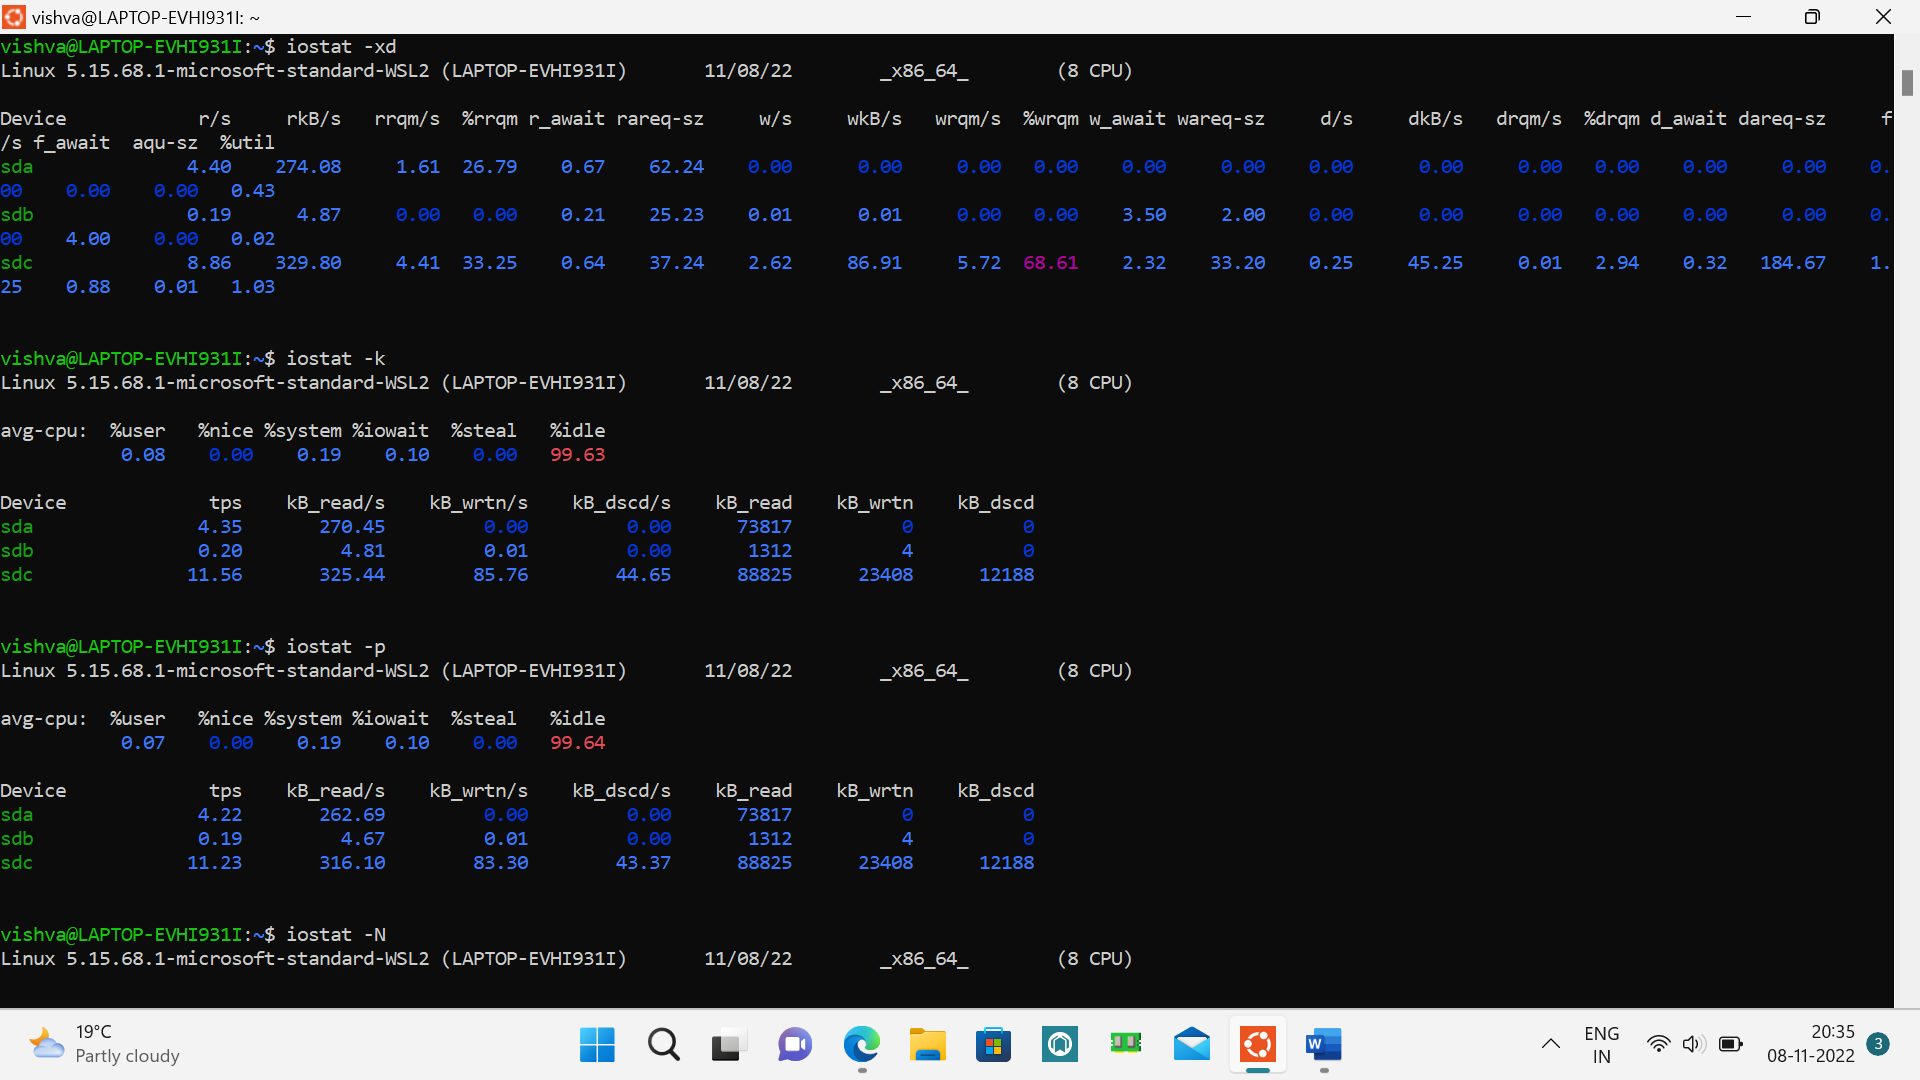 vishva@LAPTOP-EVHI931I: ~
vishva@LAPTOP-EVHI931I:~$ iostat -xd
Linux 5.15.68.1-microsoft-standard-WSL2 (LAPTOP-EVHI931I) 11/08/22 _x86_64_ (8 CPU)
Device r/s rkB/s rrqm/s %rrqm r_await rareq-sz w/s wkB/s wrqm/s %wrqm w_await wareq-sz d/s dkB/s drqm/s %drqm d_await dareq-sz f
/s f_await aqu-sz %util
sda 4.40 274.08 1.61 26.79 0.67 62.24 0.00 0.00 0.00 0.00 0.00 0.00 0.00 0.00 0.00 0.00 0.00 0.00 0.
00 0.00 0.00 0.43
sdb 0.19 4.87 0.00 0.00 0.21 25.23 0.01 0.01 0.00 0.00 3.50 2.00 0.00 0.00 0.00 0.00 0.00 0.00 0.
00 4.00 0.00 0.02
sdc 8.86 329.80 4.41 33.25 0.64 37.24 2.62 86.91 5.72 68.61 2.32 33.20 0.25 45.25 0.01 2.94 0.32 184.67 1.
25 0.88 0.01 1.03
vishva@LAPTOP-EVHI931I:~$ iostat -k
Linux 5.15.68.1-microsoft-standard-WSL2 (LAPTOP-EVHI931I) 11/08/22 _x86_64_ (8 CPU)
avg-cpu: %user %nice %system %iowait %steal %idle
0.08 0.00 0.19 0.10 0.00 99.63
Device tps kB_read/s kB_wrtn/s kB_dscd/s kB_read kB_wrtn kB_dscd
sda 4.35 270.45 0.00 0.00 73817 0 0
sdb 0.20 4.81 0.01 0.00 1312 4 0
sdc 11.56 325.44 85.76 44.65 88825 23408 12188
vishva@LAPTOP-EVHI931I:~$ iostat -p
Linux 5.15.68.1-microsoft-standard-WSL2 (LAPTOP-EVHI931I) 11/08/22 _x86_64_ (8 CPU)
avg-cpu: %user %nice %system %iowait %steal %idle
0.07 0.00 0.19 0.10 0.00 99.64
Device tps kB_read/s kB_wrtn/s kB_dscd/s kB_read kB_wrtn kB_dscd
sda 4.22 262.69 0.00 0.00 73817 0 0
sdb 0.19 4.67 0.01 0.00 1312 4 0
sdc 11.23 316.10 83.30 43.37 88825 23408 12188
vishva@LAPTOP-EVHI931I:~$ iostat -N
Linux 5.15.68.1-microsoft-standard-WSL2 (LAPTOP-EVHI931I) 11/08/22 _x86_64_ (8 CPU)
19°C
Partly cloudy
W
ENG
IN
20:35
08-11-2022
3